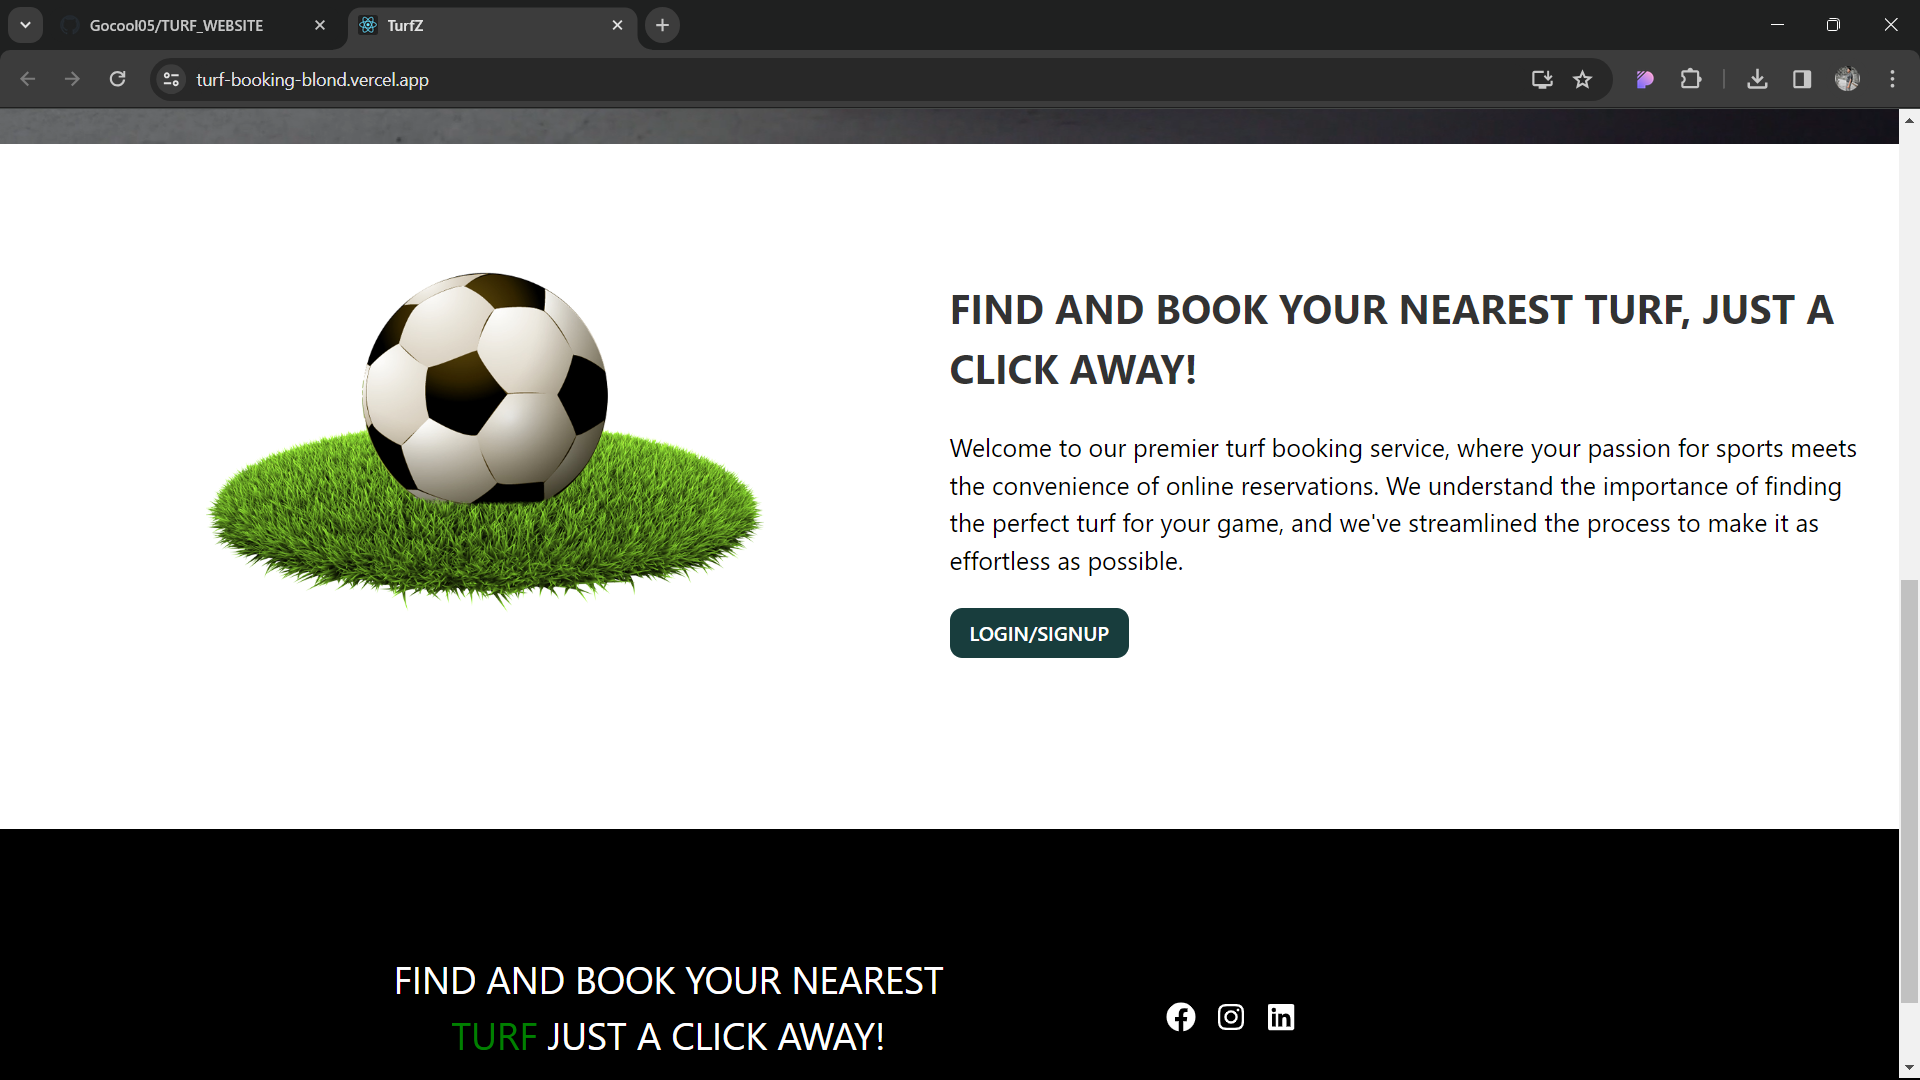 Gocool05/TURF_WEBSITE
TurfZ
turf-booking-blond.vercel.app
FIND AND BOOK YOUR NEAREST TURF, JUST A
CLICK AWAY!
Welcome to our premier turf booking service, where your passion for sports meets
the convenience of online reservations. We understand the importance of finding
the perfect turf for your game, and we've streamlined the process to make it as
effortless as possible.
LOGIN/SIGNUP
FIND AND BOOK YOUR NEAREST
TURF JUST A CLICK AWAY!